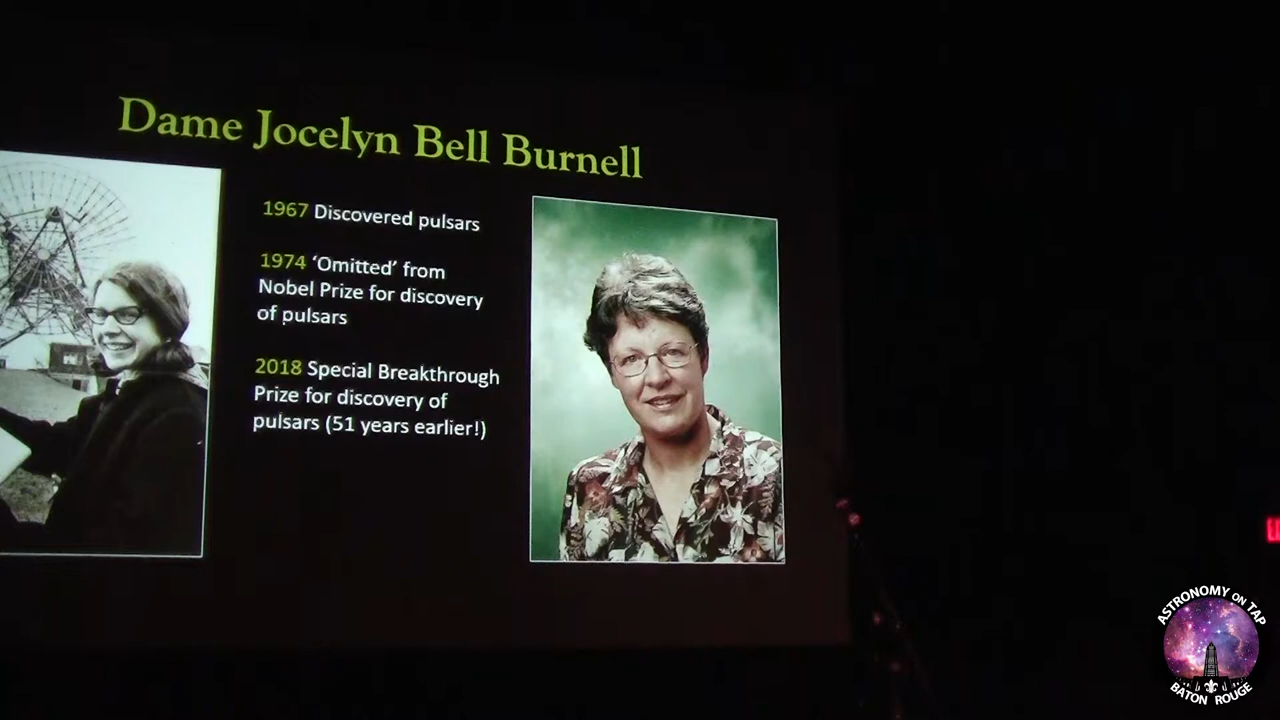 Dame Jocelyn Bell Burnell
1967 Discovered pulsars
1974 ‘Omitted’ from
Nobel Prize for discovery
of pulsars
2018 Special Breakthrough
Prize for discovery of
pulsars (51 years earlier!)
ASTRONOMY ON TAP
BATON ROUGE